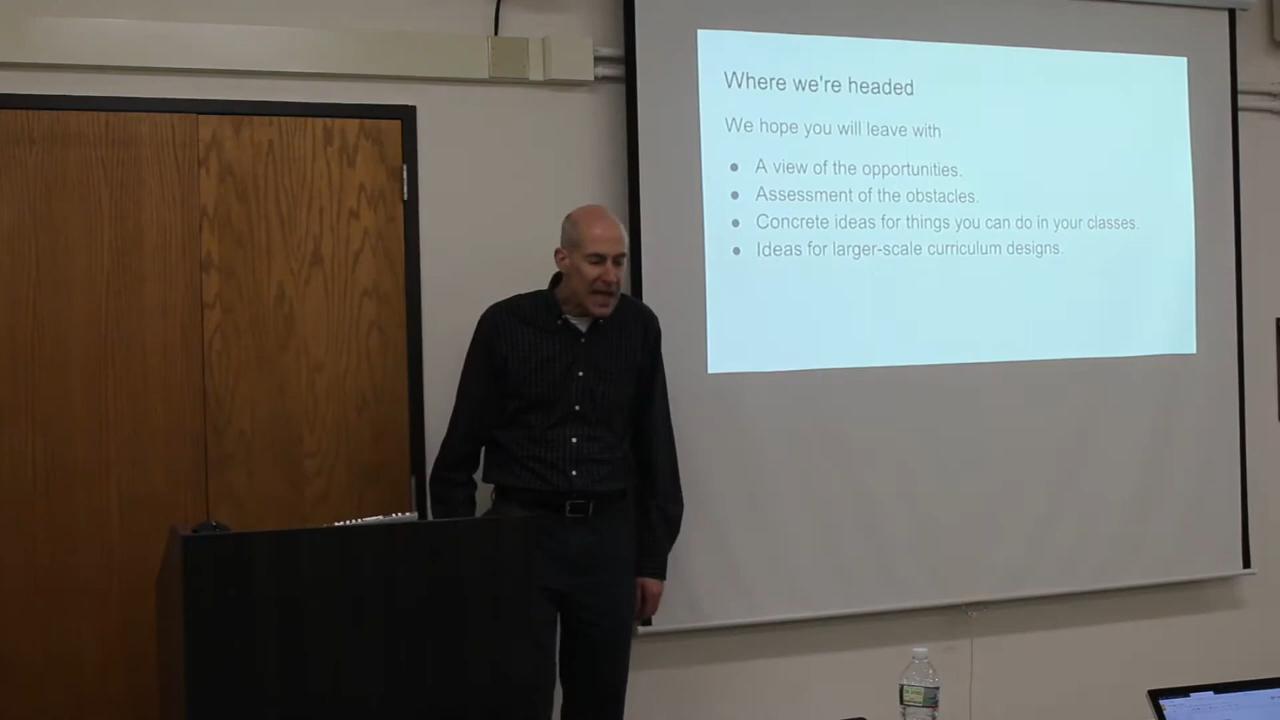 Where we're headed
We hope you will leave with
● A view of the opportunities.
● Assessment of the obstacles.
● Concrete ideas for things you can do in your classes.
● Ideas for larger-scale curriculum designs.